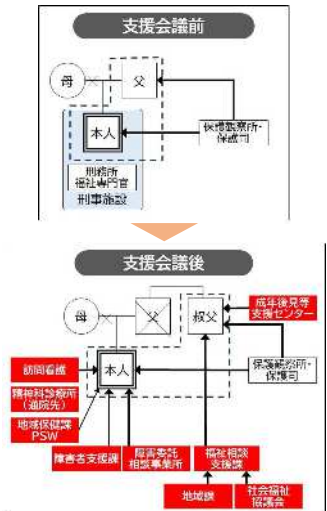 支援会議前
母
父
本人
保護観察所・
保護司
刑務所
福祉専門官
刑事施設
支援会議後
成年後見等
支援センター
母
父
叔父
訪問看護
本人
保護観察所・
保護司
精神科診療所
(通院先)
地域保健課
PSW
障害者支援課
障害委託
相談事業所
福祉相談
支援課
地域課
社会福祉
協議会